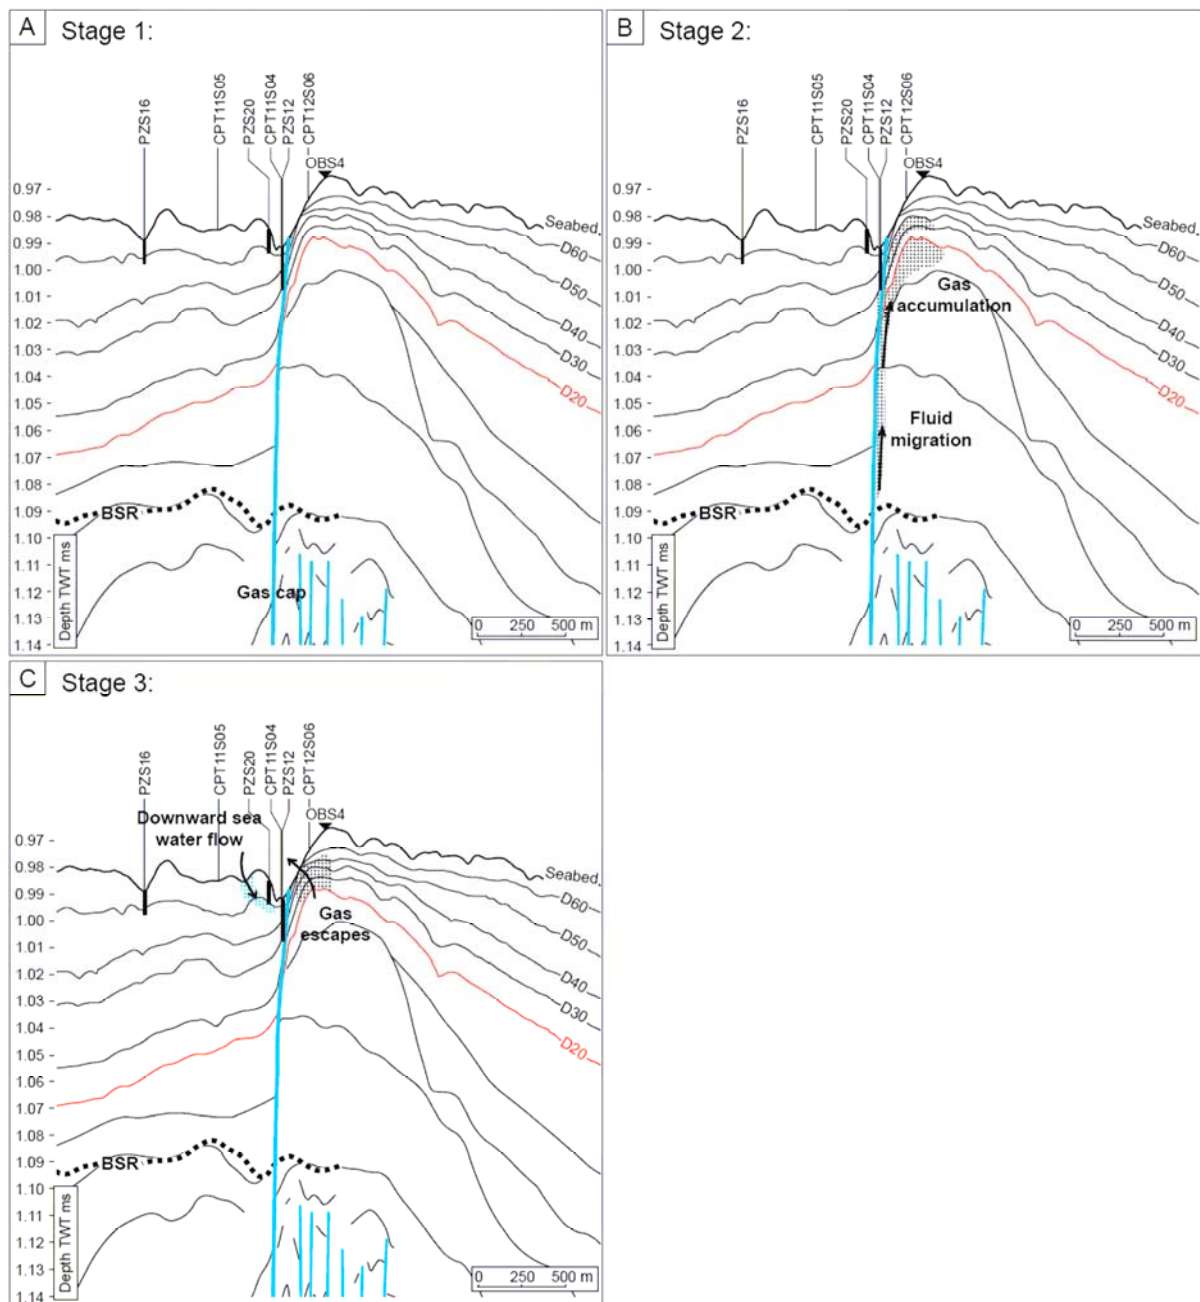 A Stage 1:
PZS16
CPT11S05
PZS20
CPT11S04
PZS12
CPT12S06
OBS4
0.97
0.98
0.99
1.00
1.01
1.02
1.03
1.04
1.05
1.06
1.07
1.08
1.09
1.10
1.11
1.12
1.13
1.14
Seabed
D60
D50
D40
D30
D20
BSR
Gas cap
Depth TWT ms
0 250 500 m
B Stage 2:
PZS16
CPT11S05
PZS20
CPT11S04
PZS12
CPT12S06
OBS4
0.97
0.98
0.99
1.00
1.01
1.02
1.03
1.04
1.05
1.06
1.07
1.08
1.09
1.10
1.11
1.12
1.13
1.14
Seabed
D60
D50
D40
D30
D20
Gas
accumulation
Fluid
migration
BSR
Depth TWT ms
0 250 500 m
C Stage 3:
PZS16
CPT11S05
PZS20
CPT11S04
PZS12
CPT12S06
OBS4
Downward sea
water flow
0.97
0.98
0.99
1.00
1.01
1.02
1.03
1.04
1.05
1.06
1.07
1.08
1.09
1.10
1.11
1.12
1.13
1.14
Seabed
D60
D50
D40
D30
D20
Gas
escapes
BSR
Depth TWT ms
0 250 500 m